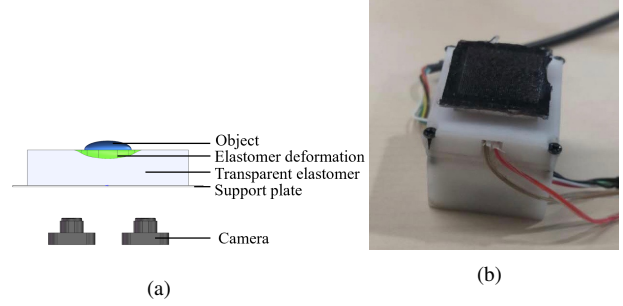 Object
Elastomer deformation
Transparent elastomer
Support plate
Camera
(a)
(b)